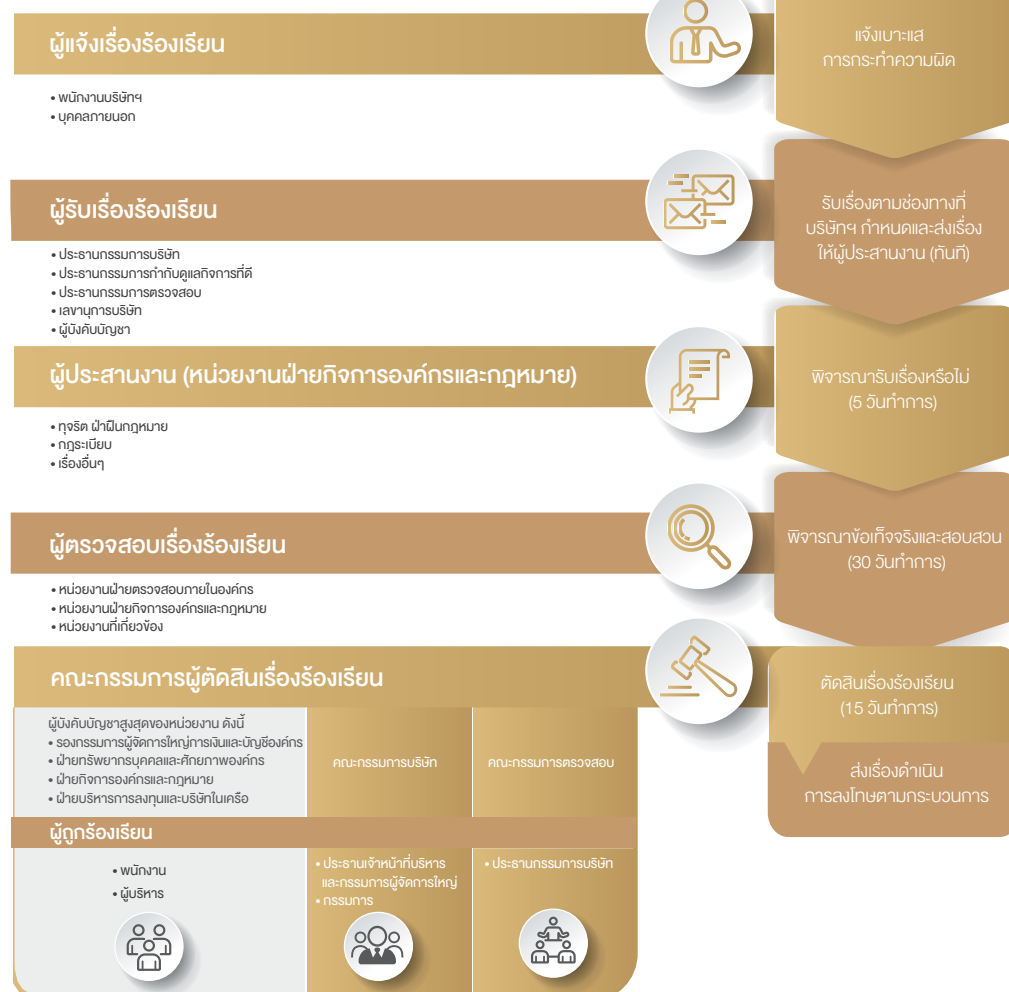 ผู้แจ้งเรื่องร้องเรียน
แจ้งเบาะแส
การกระทำความผิด
• พนักงานบริษัทฯ
• บุคคลภายนอก
ผู้รับเรื่องร้องเรียน
รับเรื่องตามช่องทางที่
บริษัทฯ กำหนดและส่งเรื่อง
ให้ผู้ประสานงาน (ทันที)
• ประธานกรรมการบริษัท
• ประธานกรรมการกำกับดูแลกิจการที่ดี
• ประธานกรรมการตรวจสอบ
• เลขานุการบริษัท
• ผู้บังคับบัญชา
ผู้ประสานงาน (หน่วยงานฝ่ายกิจการองค์กรและกฎหมาย)
พิจารณารับเรื่องหรือไม่
(5 วันทำการ)
• ทุจริต ฝ่าฝืนกฎหมาย
• กฎระเบียบ
• เรื่องอื่นๆ
ผู้ตรวจสอบเรื่องร้องเรียน
พิจารณาข้อเท็จจริงและสอบสวน
(30 วันทำการ)
• หน่วยงานฝ่ายตรวจสอบภายในองค์กร
• หน่วยงานฝ่ายกิจการองค์กรและกฎหมาย
• หน่วยงานที่เกี่ยวข้อง
คณะกรรมการผู้ตัดสินเรื่องร้องเรียน
ตัดสินเรื่องร้องเรียน
(15 วันทำการ)
ส่งเรื่องดำเนิน
การลงโทษตามกระบวนการ
ผู้บังคับบัญชาสูงสุดของหน่วยงาน ดังนี้
• รองกรรมการผู้จัดการใหญ่การเงินและบัญชีองค์กร
• ฝ่ายทรัพยากรบุคคลและศักยภาพองค์กร
• ฝ่ายกิจการองค์กรและกฎหมาย
• ฝ่ายบริหารการลงทุนและบริษัทในเครือ
คณะกรรมการบริษัท
คณะกรรมการตรวจสอบ
ผู้ถูกร้องเรียน
• พนักงาน
• ผู้บริหาร
• ประธานเจ้าหน้าที่บริหาร
และกรรมการผู้จัดการใหญ่
• กรรมการ
• ประธานกรรมการบริษัท